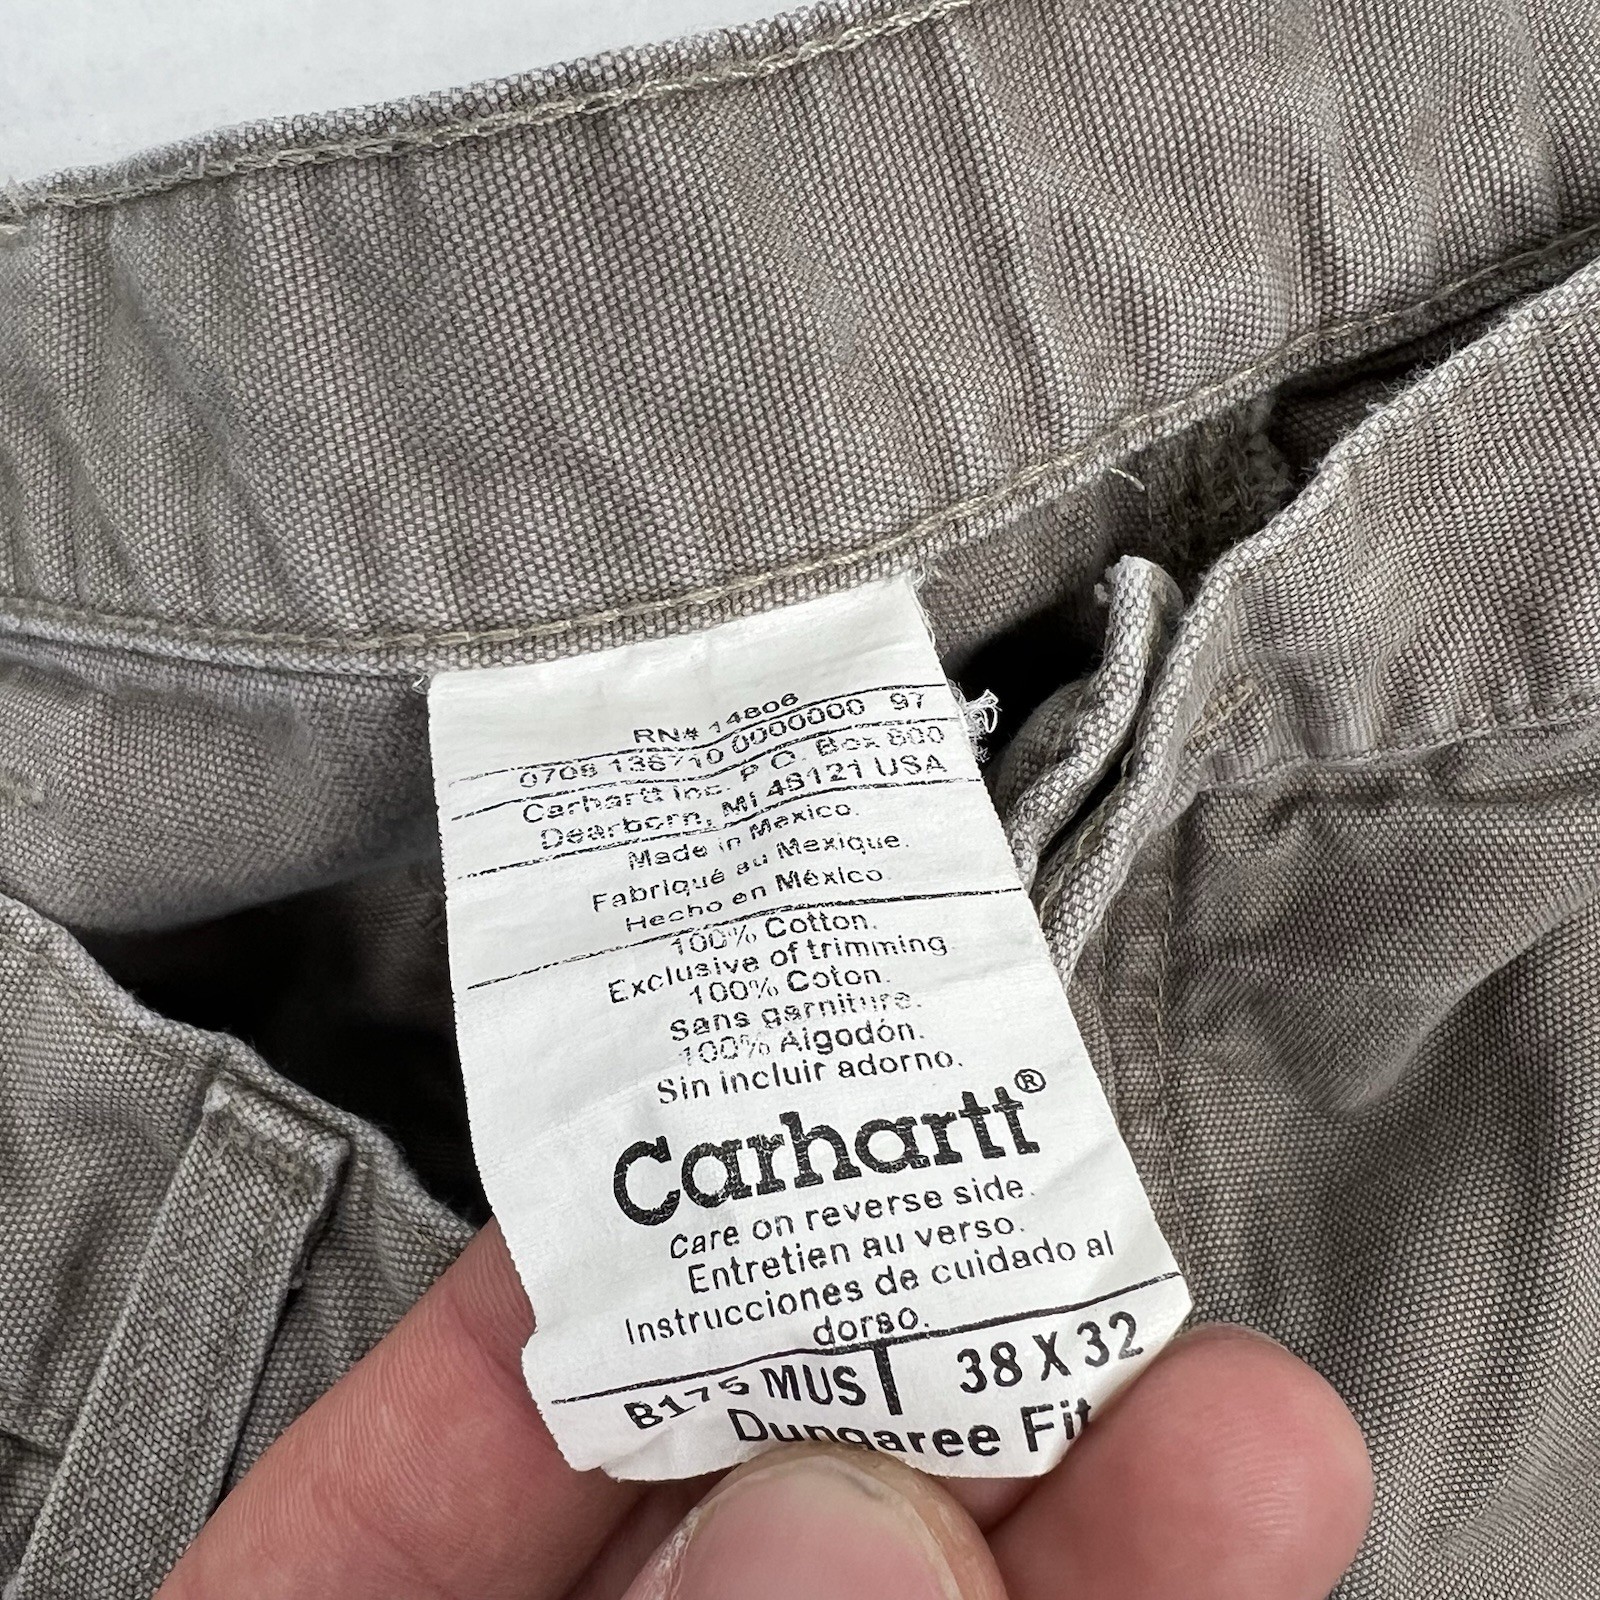 RN# 14806
0708 136710 0000000 97
Carhartt Inc. P.O. Box 600
Dearborn, MI 48121 USA
Made in Mexico.
Fabriqué au Mexique.
Hecho en México.
100% Cotton.
Exclusive of trimming
100% Coton.
Sans garniture.
100% Algodón.
Sin incluir adorno.
Carhartt®
Care on reverse side.
Entretien au verso.
Instrucciones de cuidado al
dorso.
B175 MUS 38 X 32
Dungaree Fit